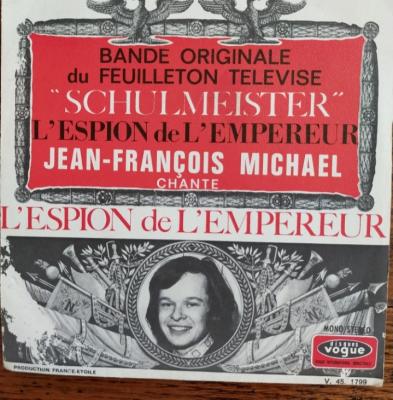 BANDE ORIGINALE
du FEUILLETON TELEVISE
"SCHULMEISTER"
L'ESPION de L'EMPEREUR
JEAN-FRANÇOIS MICHAEL
CHANTE
L'ESPION de L'EMPEREUR
MONO/STEREO
disques
vogue
PRODUCTION FRANCE-ETOILE
V. 45. 1799